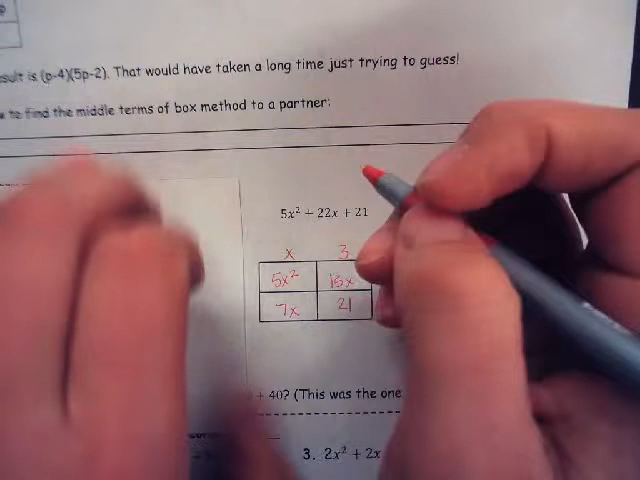 sult is (p-4)(5p-2). That would have taken a long time just trying to guess!
to find the middle terms of box method to a partner:
5x² + 22x + 21
x 3
5x² 15x
7x 21
+ 40? (This was the one
3. 2x² + 2x